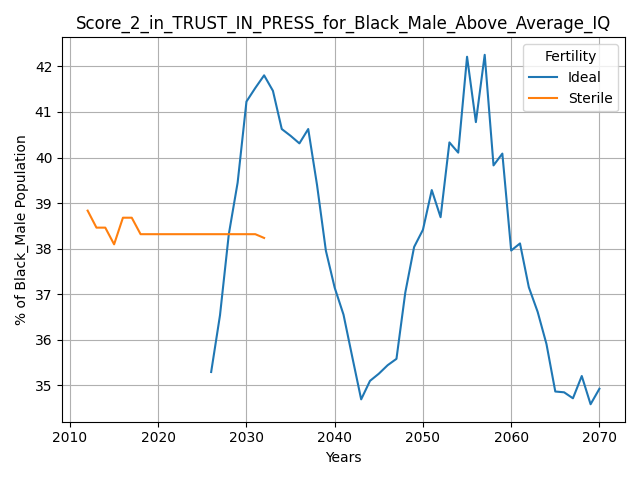 Score_2_in_TRUST_IN_PRESS_for_Black_Male_Above_Average_IQ
Fertility
Ideal
Sterile
% of Black_Male Population
42
41
40
39
38
37
36
35
2010 2020 2030 2040 2050 2060 2070
Years